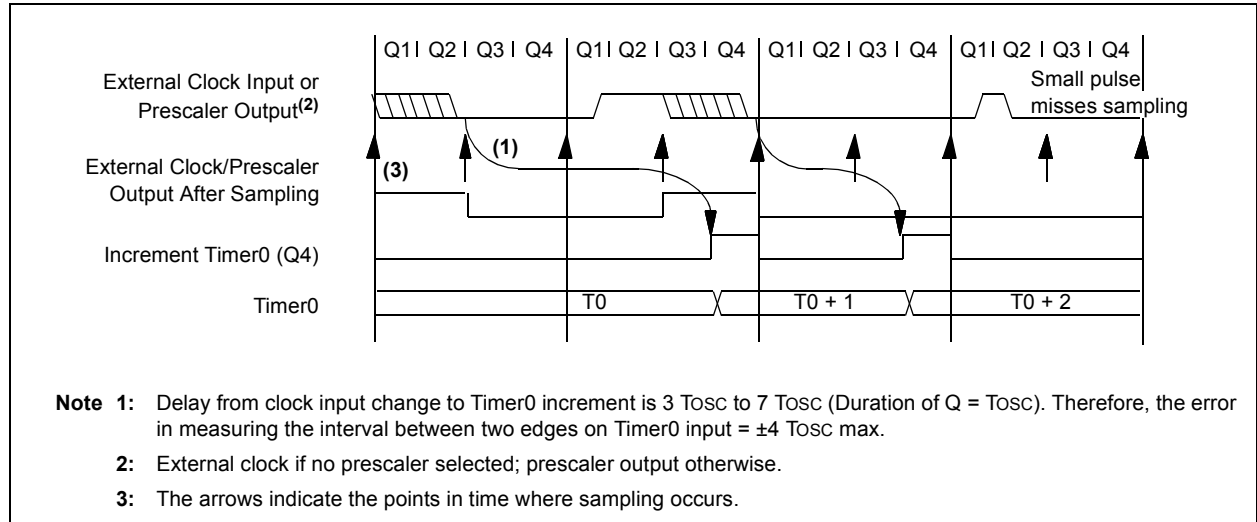 Q1 | Q2 | Q3 | Q4 Q1 | Q2 | Q3 | Q4 Q1 | Q2 | Q3 | Q4 Q1 | Q2 | Q3 | Q4
External Clock Input or
Prescaler Output(2)
Small pulse
misses sampling
(1)
External Clock/Prescaler
Output After Sampling
(3)
Increment Timer0 (Q4)
Timer0
T0 T0 + 1 T0 + 2
Note 1: Delay from clock input change to Timer0 increment is 3 TOSC to 7 TOSC (Duration of Q = TOSC). Therefore, the error
in measuring the interval between two edges on Timer0 input = ±4 TOSC max.
2: External clock if no prescaler selected; prescaler output otherwise.
3: The arrows indicate the points in time where sampling occurs.